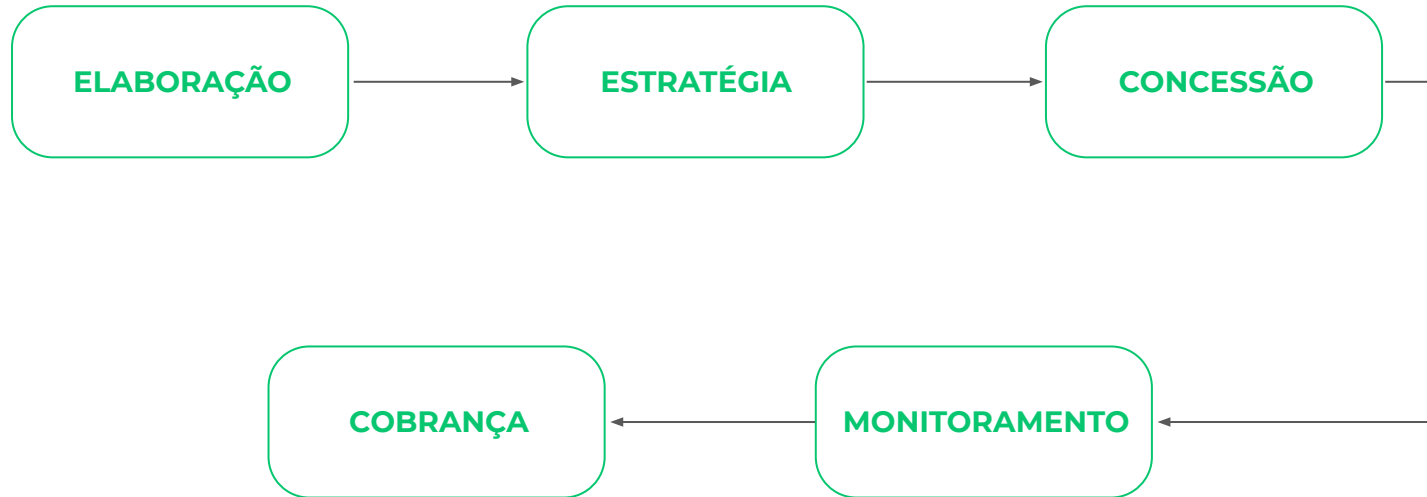 ELABORAÇÃO
ESTRATÉGIA
CONCESSÃO
MONITORAMENTO
COBRANÇA